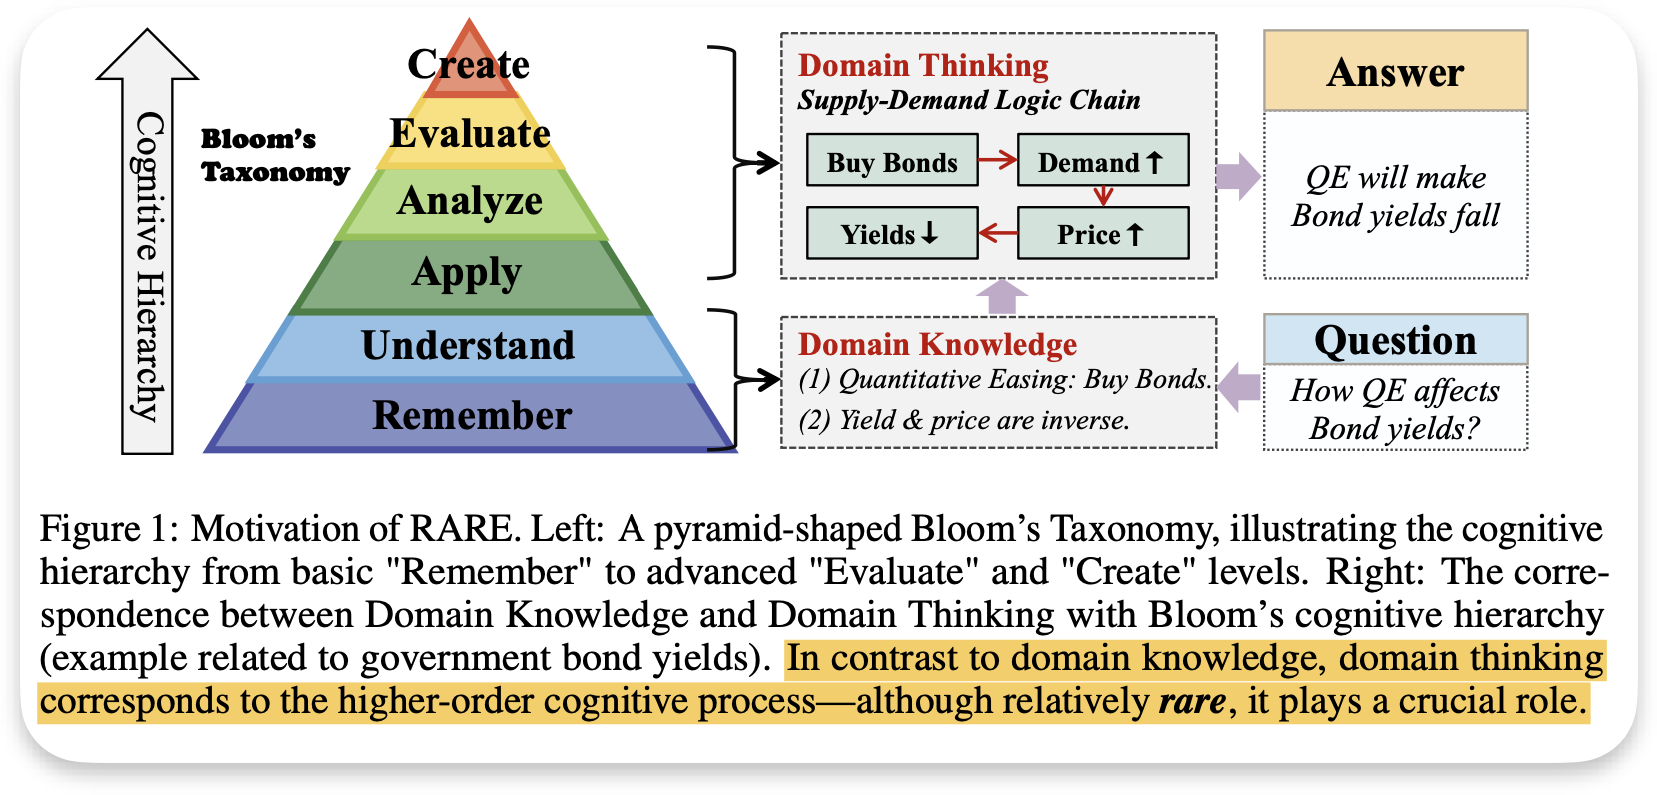 Cognitive Hierarchy
Bloom's
Taxonomy
Create
Evaluate
Analyze
Apply
Understand
Remember
Domain Thinking
Supply-Demand Logic Chain
Buy Bonds
Demand ↑
Yields ↓
Price ↑
Domain Knowledge
(1) Quantitative Easing: Buy Bonds.
(2) Yield & price are inverse.
Answer
QE will make
Bond yields fall
Question
How QE affects
Bond yields?
Figure 1: Motivation of RARE. Left: A pyramid-shaped Bloom's Taxonomy, illustrating the cognitive
hierarchy from basic "Remember" to advanced "Evaluate" and "Create" levels. Right: The corre-
spondence between Domain Knowledge and Domain Thinking with Bloom's cognitive hierarchy
(example related to government bond yields). In contrast to domain knowledge, domain thinking
corresponds to the higher-order cognitive process—although relatively rare, it plays a crucial role.